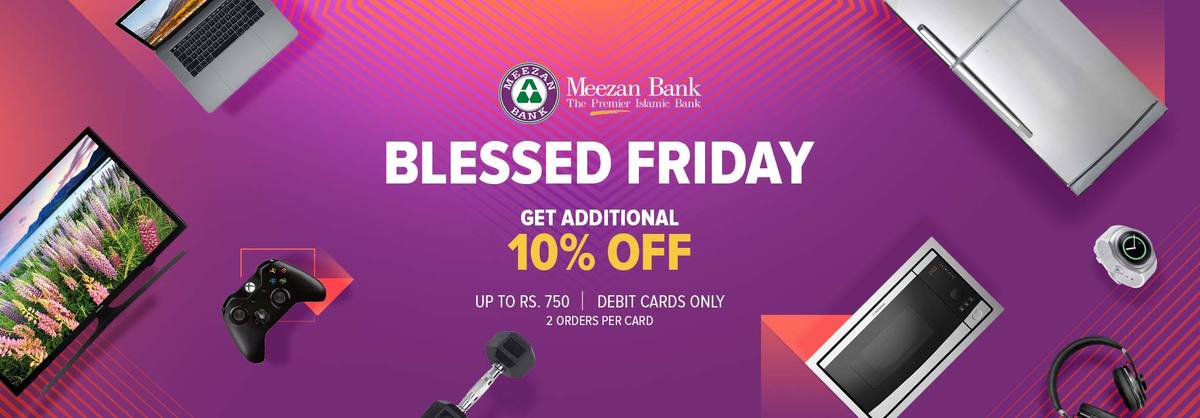 MEEZAN BANK
Meezan Bank
The Premier Islamic Bank
BLESSED FRIDAY
GET ADDITIONAL
10% OFF
UP TO RS. 750 | DEBIT CARDS ONLY
2 ORDERS PER CARD